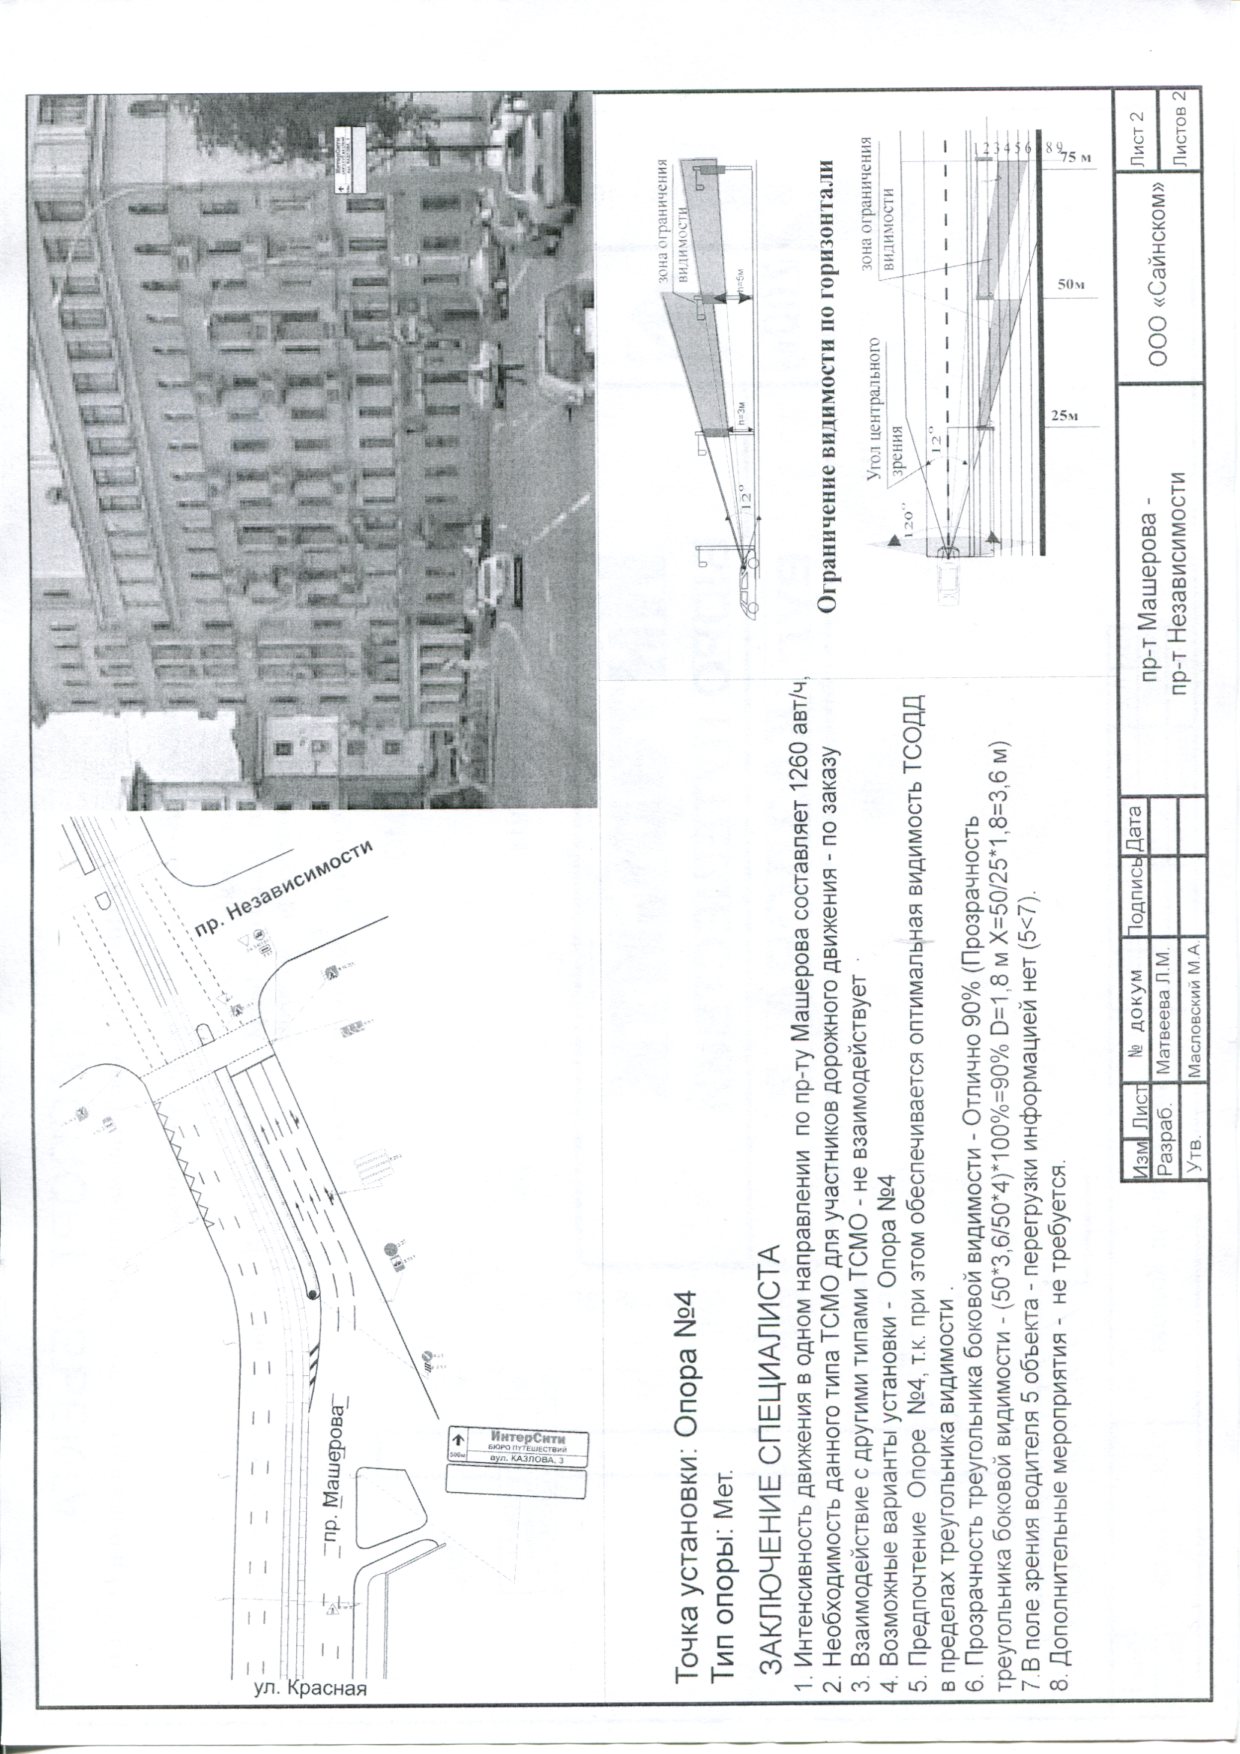 пр. Независимости
пр. Машерова
ул. Красная
500м
ИнтерСити
БЮРО ПУТЕШЕСТВИЙ
вул. КАЗЛОВА, 3
зона ограничения
видимости
h=3м
h=5м
12°
Ограничение видимости по горизонтали
Угол центрального
зрения
зона ограничения
видимости
120°
12°
1 2 3 4 5 6 8 9
25м
50м
75 м
Точка установки: Опора №4
Тип опоры: Мет.
ЗАКЛЮЧЕНИЕ СПЕЦИАЛИСТА
1. Интенсивность движения в одном направлении по пр-ту Машерова составляет 1260 авт/ч,
2. Необходимость данного типа ТСМО для участников дорожного движения - по заказу
3. Взаимодействие с другими типами ТСМО - не взаимодействует .
4. Возможные варианты установки - Опора №4
5. Предпочтение Опоре №4, т.к. при этом обеспечивается оптимальная видимость ТСОДД
в пределах треугольника видимости .
6. Прозрачность треугольника боковой видимости - Отлично 90% (Прозрачность
треугольника боковой видимости - (50*3,6/50*4)*100%=90% D=1,8 м X=50/25*1,8=3,6 м)
7.В поле зрения водителя 5 объекта - перегрузки информацией нет (5<7).
8. Дополнительные мероприятия - не требуется.
Изм Лист № докум Подпись Дата
Разраб. Матвеева Л.М.
Утв. Масловский М.А.
пр-т Машерова -
пр-т Независимости
ООО «Сайнском»
Лист 2
Листов 2